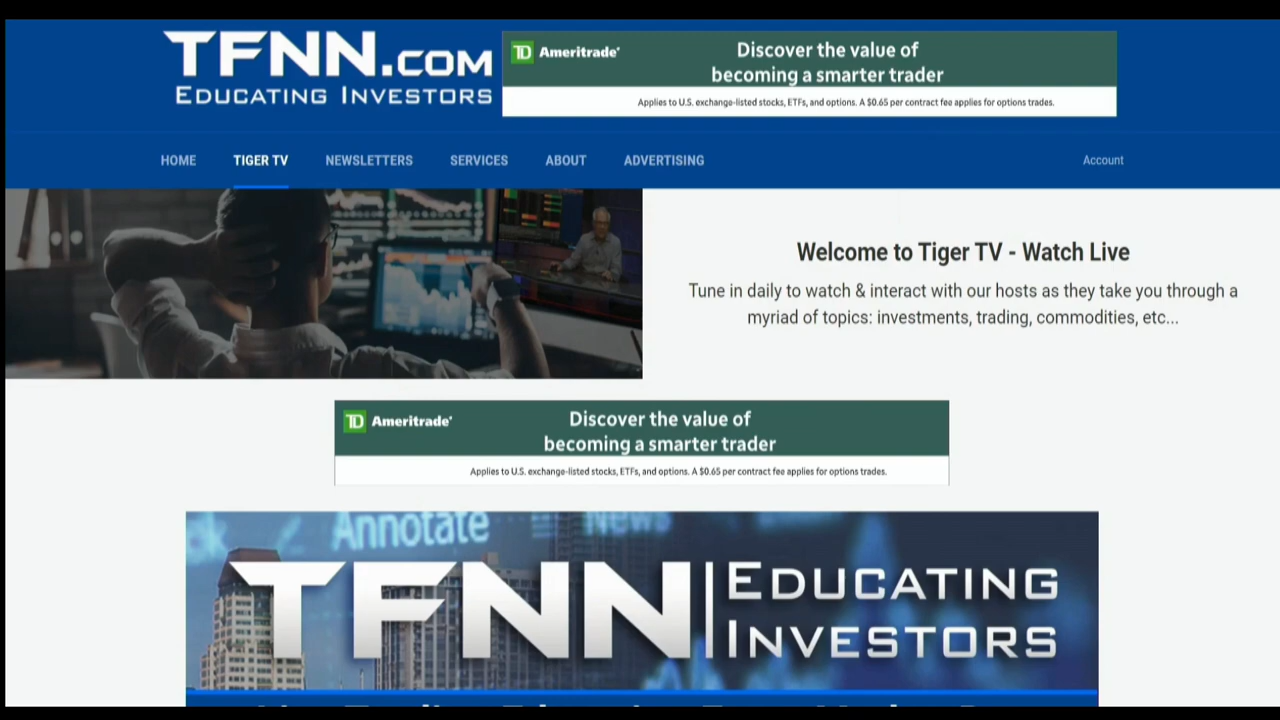 TFNN.COM
EDUCATING INVESTORS
TD Ameritrade
Discover the value of
becoming a smarter trader
Applies to U.S. exchange-listed stocks, ETFs, and options. A $0.65 per contract fee applies for options trades.
HOME TIGER TV NEWSLETTERS SERVICES ABOUT ADVERTISING Account
Welcome to Tiger TV - Watch Live
Tune in daily to watch & interact with our hosts as they take you through a
myriad of topics: investments, trading, commodities, etc...
TD Ameritrade
Discover the value of
becoming a smarter trader
Applies to U.S. exchange-listed stocks, ETFs, and options. A $0.65 per contract fee applies for options trades.
Annotate News
TFNN
EDUCATING
INVESTORS